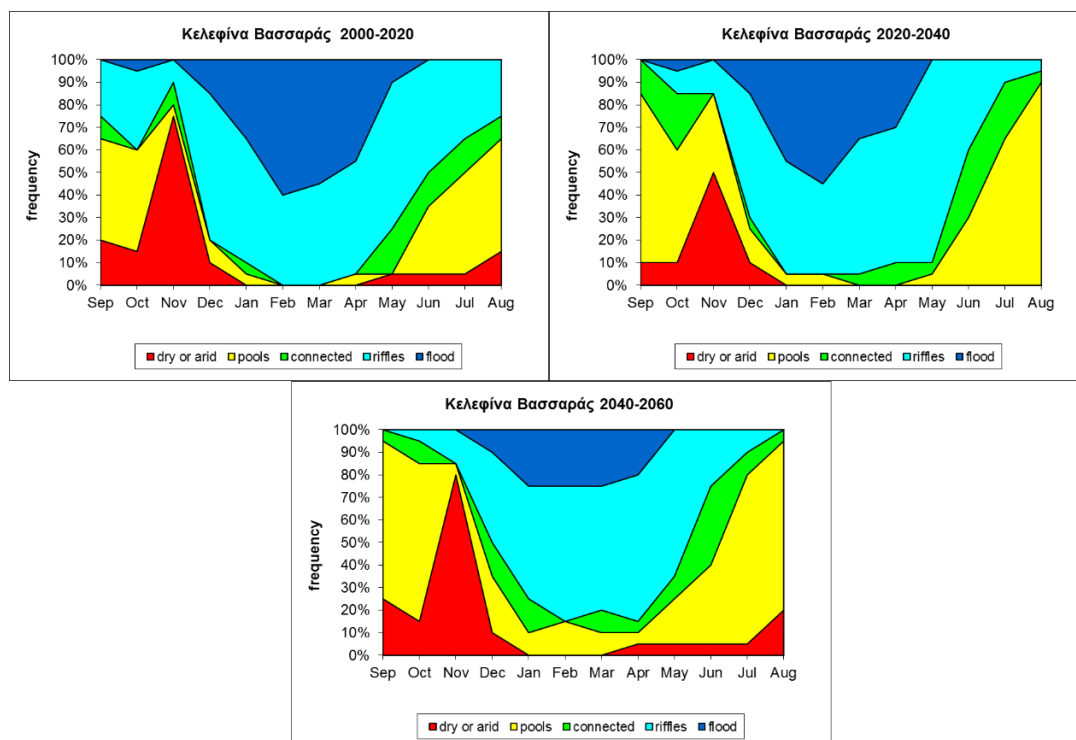 Κελεφίνα Βασσαράς 2000-2020
100%
90%
80%
70%
60%
50%
40%
30%
20%
10%
0%
frequency
Sep Oct Nov Dec Jan Feb Mar Apr May Jun Jul Aug
dry or arid pools connected riffles flood
Κελεφίνα Βασσαράς 2020-2040
100%
90%
80%
70%
60%
50%
40%
30%
20%
10%
0%
frequency
Sep Oct Nov Dec Jan Feb Mar Apr May Jun Jul Aug
dry or arid pools connected riffles flood
Κελεφίνα Βασσαράς 2040-2060
100%
90%
80%
70%
60%
50%
40%
30%
20%
10%
0%
frequency
Sep Oct Nov Dec Jan Feb Mar Apr May Jun Jul Aug
dry or arid pools connected riffles flood